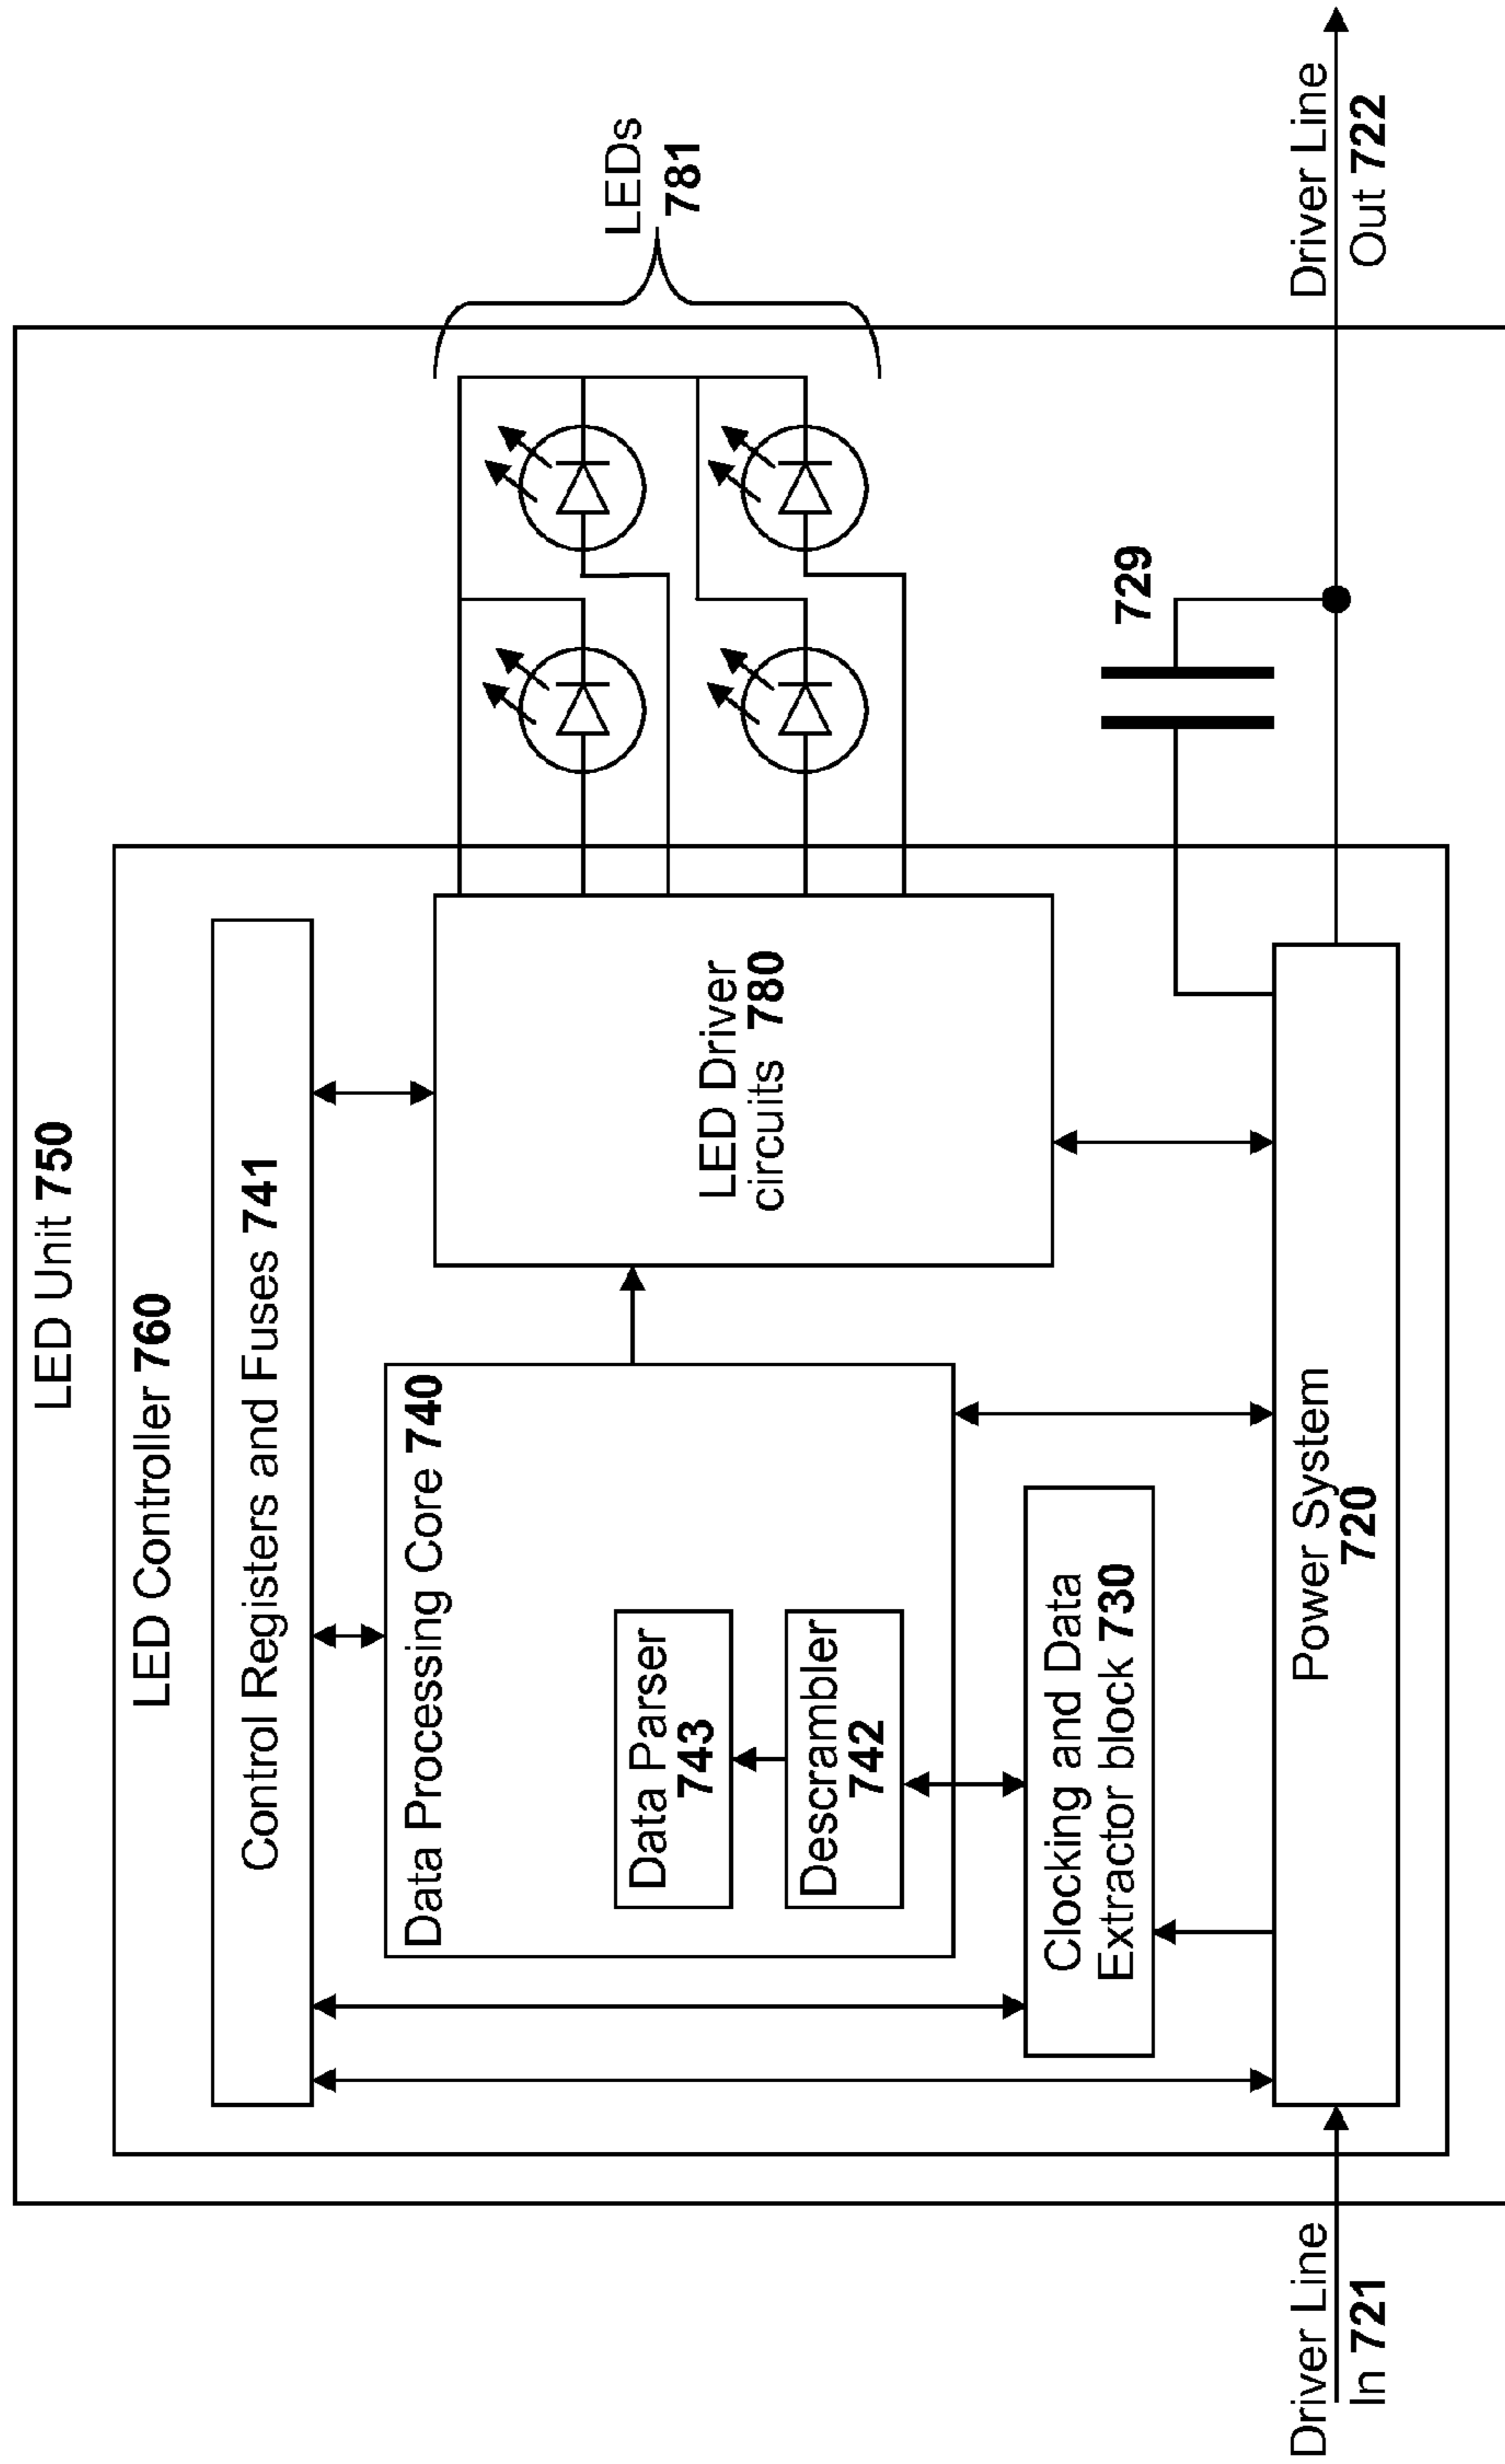 LED Unit 750
LED Controller 760
Control Registers and Fuses 741
Data Processing Core 740
Data Parser
743
Descrambler
742
Clocking and Data
Extractor block 730
LED Driver
circuits 780
LEDs
781
729
Power System
720
Driver Line
In 721
Driver Line
Out 722